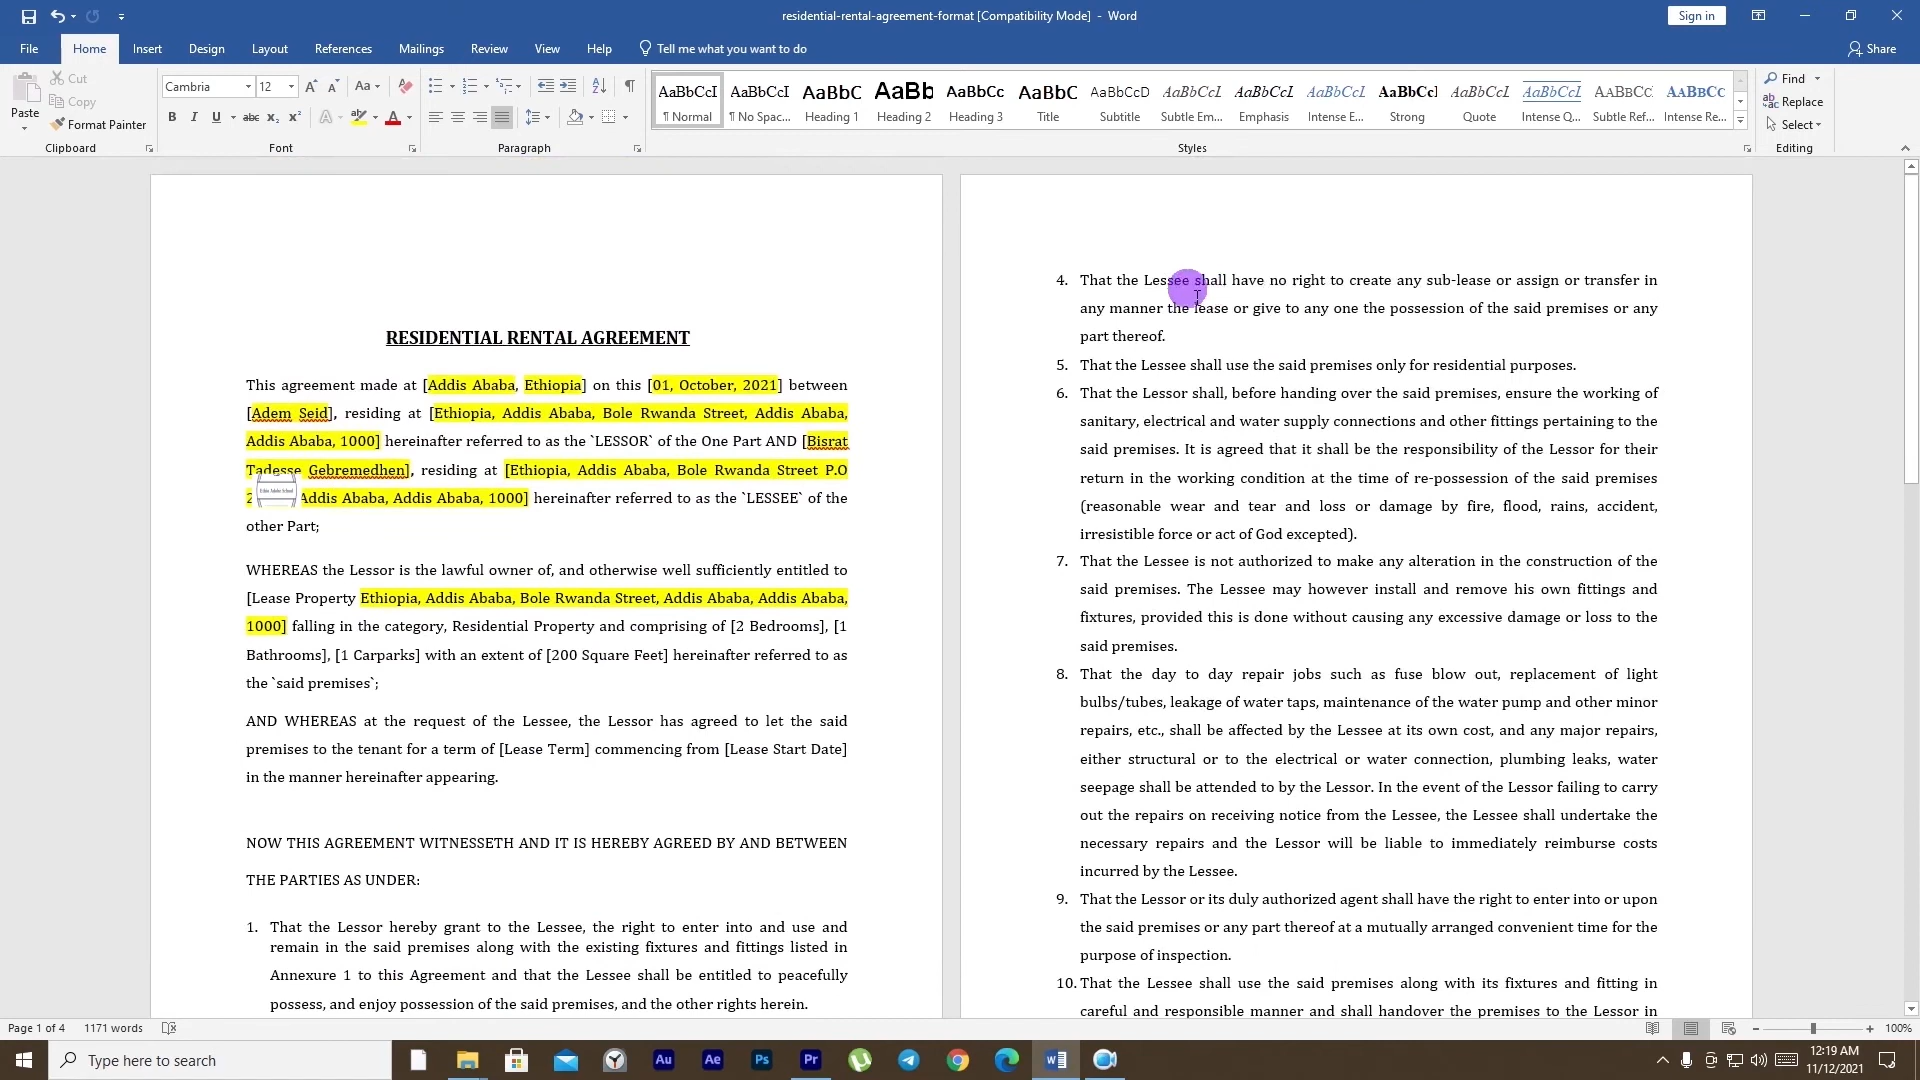 residential-rental-agreement-format [Compatibility Mode] - Word
Sign in
File Home Insert Design Layout References Mailings Review View Help Tell me what you want to do Share
Paste
Cut
Copy
Format Painter
Clipboard
Cambria 12
Font
Paragraph
AaBbCcI AaBbCcI AaBbC AaBb AaBbCc AaBbC AaBbCcD AaBbCcI AaBbCcI AaBbCcI AaBbCcI AaBbCcI AaBbCcI AABBCC AABBCC
¶ Normal ¶ No Spac... Heading 1 Heading 2 Heading 3 Title Subtitle Subtle Em... Emphasis Intense E... Strong Quote Intense Q... Subtle Ref... Intense Re...
Styles
Find
Replace
Select
Editing
RESIDENTIAL RENTAL AGREEMENT
This agreement made at [Addis Ababa, Ethiopia] on this [01, October, 2021] between
[Adem Seid], residing at [Ethiopia, Addis Ababa, Bole Rwanda Street, Addis Ababa,
Addis Ababa, 1000] hereinafter referred to as the `LESSOR` of the One Part AND [Bisrat
Tadesse Gebremedhen], residing at [Ethiopia, Addis Ababa, Bole Rwanda Street P.O
2 Addis Ababa, Addis Ababa, 1000] hereinafter referred to as the `LESSEE` of the
other Part;
WHEREAS the Lessor is the lawful owner of, and otherwise well sufficiently entitled to
[Lease Property Ethiopia, Addis Ababa, Bole Rwanda Street, Addis Ababa, Addis Ababa,
1000] falling in the category, Residential Property and comprising of [2 Bedrooms], [1
Bathrooms], [1 Carparks] with an extent of [200 Square Feet] hereinafter referred to as
the `said premises`;
AND WHEREAS at the request of the Lessee, the Lessor has agreed to let the said
premises to the tenant for a term of [Lease Term] commencing from [Lease Start Date]
in the manner hereinafter appearing.
NOW THIS AGREEMENT WITNESSETH AND IT IS HEREBY AGREED BY AND BETWEEN
THE PARTIES AS UNDER:
1. That the Lessor hereby grant to the Lessee, the right to enter into and use and
remain in the said premises along with the existing fixtures and fittings listed in
Annexure 1 to this Agreement and that the Lessee shall be entitled to peacefully
possess, and enjoy possession of the said premises, and the other rights herein.
4. That the Lessee shall have no right to create any sub-lease or assign or transfer in
any manner the lease or give to any one the possession of the said premises or any
part thereof.
5. That the Lessee shall use the said premises only for residential purposes.
6. That the Lessor shall, before handing over the said premises, ensure the working of
sanitary, electrical and water supply connections and other fittings pertaining to the
said premises. It is agreed that it shall be the responsibility of the Lessor for their
return in the working condition at the time of re-possession of the said premises
(reasonable wear and tear and loss or damage by fire, flood, rains, accident,
irresistible force or act of God excepted).
7. That the Lessee is not authorized to make any alteration in the construction of the
said premises. The Lessee may however install and remove his own fittings and
fixtures, provided this is done without causing any excessive damage or loss to the
said premises.
8. That the day to day repair jobs such as fuse blow out, replacement of light
bulbs/tubes, leakage of water taps, maintenance of the water pump and other minor
repairs, etc., shall be affected by the Lessee at its own cost, and any major repairs,
either structural or to the electrical or water connection, plumbing leaks, water
seepage shall be attended to by the Lessor. In the event of the Lessor failing to carry
out the repairs on receiving notice from the Lessee, the Lessee shall undertake the
necessary repairs and the Lessor will be liable to immediately reimburse costs
incurred by the Lessee.
9. That the Lessor or its duly authorized agent shall have the right to enter into or upon
the said premises or any part thereof at a mutually arranged convenient time for the
purpose of inspection.
10. That the Lessee shall use the said premises along with its fixtures and fitting in
careful and responsible manner and shall handover the premises to the Lessor in
Page 1 of 4 1171 words 100%
Type here to search
Au Ae Ps Pr
12:19 AM
11/12/2021